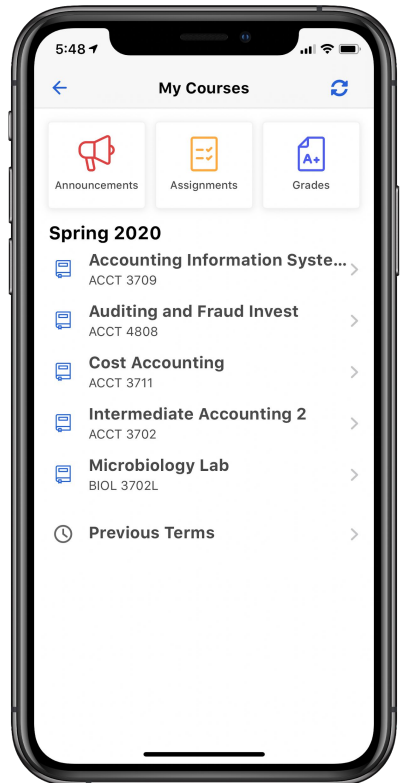 5:48
My Courses
A+
Announcements Assignments Grades
Spring 2020
Accounting Information Syste...
ACCT 3709
Auditing and Fraud Invest
ACCT 4808
Cost Accounting
ACCT 3711
Intermediate Accounting 2
ACCT 3702
Microbiology Lab
BIOL 3702L
Previous Terms